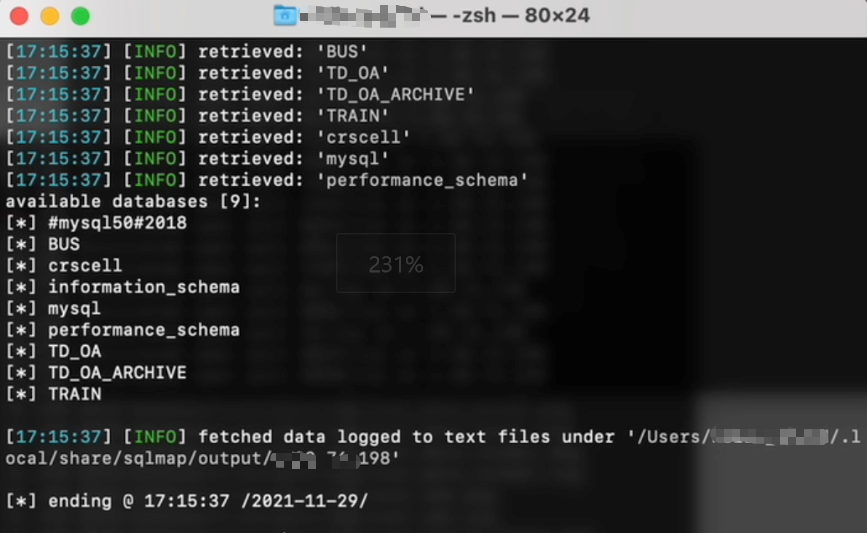 -zsh — 80×24
[17:15:37] [INFO] retrieved: 'BUS'
[17:15:37] [INFO] retrieved: 'TD_OA'
[17:15:37] [INFO] retrieved: 'TD_OA_ARCHIVE'
[17:15:37] [INFO] retrieved: 'TRAIN'
[17:15:37] [INFO] retrieved: 'crscell'
[17:15:37] [INFO] retrieved: 'mysql'
[17:15:37] [INFO] retrieved: 'performance_schema'
available databases [9]:
[*] #mysql50#2018
[*] BUS
[*] crscell
[*] information_schema
[*] mysql
[*] performance_schema
[*] TD_OA
[*] TD_OA_ARCHIVE
[*] TRAIN
231%
[17:15:37] [INFO] fetched data logged to text files under '/Users/ /.l
ocal/share/sqlmap/output/ 198'
[*] ending @ 17:15:37 /2021-11-29/